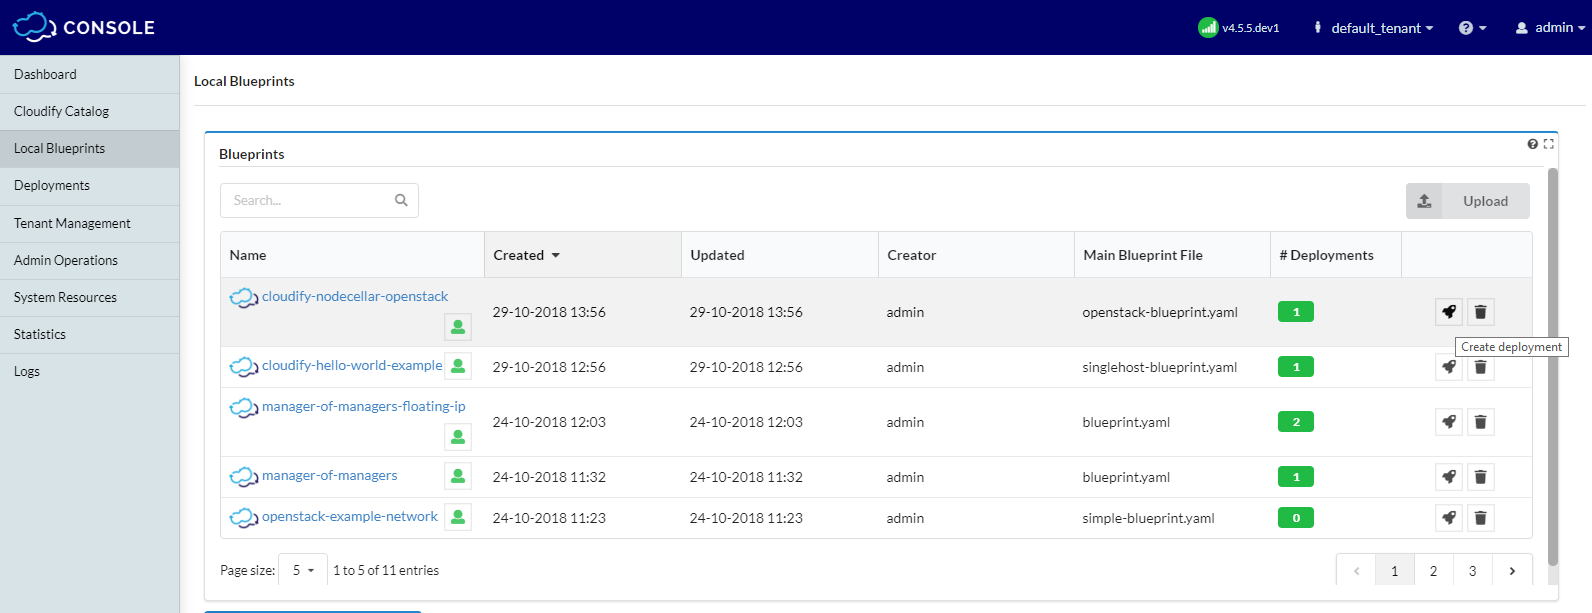 CONSOLE
v4.5.5.dev1
default_tenant
admin
Dashboard
Cloudify Catalog
Local Blueprints
Deployments
Tenant Management
Admin Operations
System Resources
Statistics
Logs
Local Blueprints
Blueprints
Search...
Upload
Name Created Updated Creator Main Blueprint File # Deployments
cloudify-nodecellar-openstack 29-10-2018 13:56 29-10-2018 13:56 admin openstack-blueprint.yaml 1
Create deployment
cloudify-hello-world-example 29-10-2018 12:56 29-10-2018 12:56 admin singlehost-blueprint.yaml 1
manager-of-managers-floating-ip 24-10-2018 12:03 24-10-2018 12:03 admin blueprint.yaml 2
manager-of-managers 24-10-2018 11:32 24-10-2018 11:32 admin blueprint.yaml 1
openstack-example-network 24-10-2018 11:23 24-10-2018 11:23 admin simple-blueprint.yaml 0
Page size: 5 1 to 5 of 11 entries
1 2 3